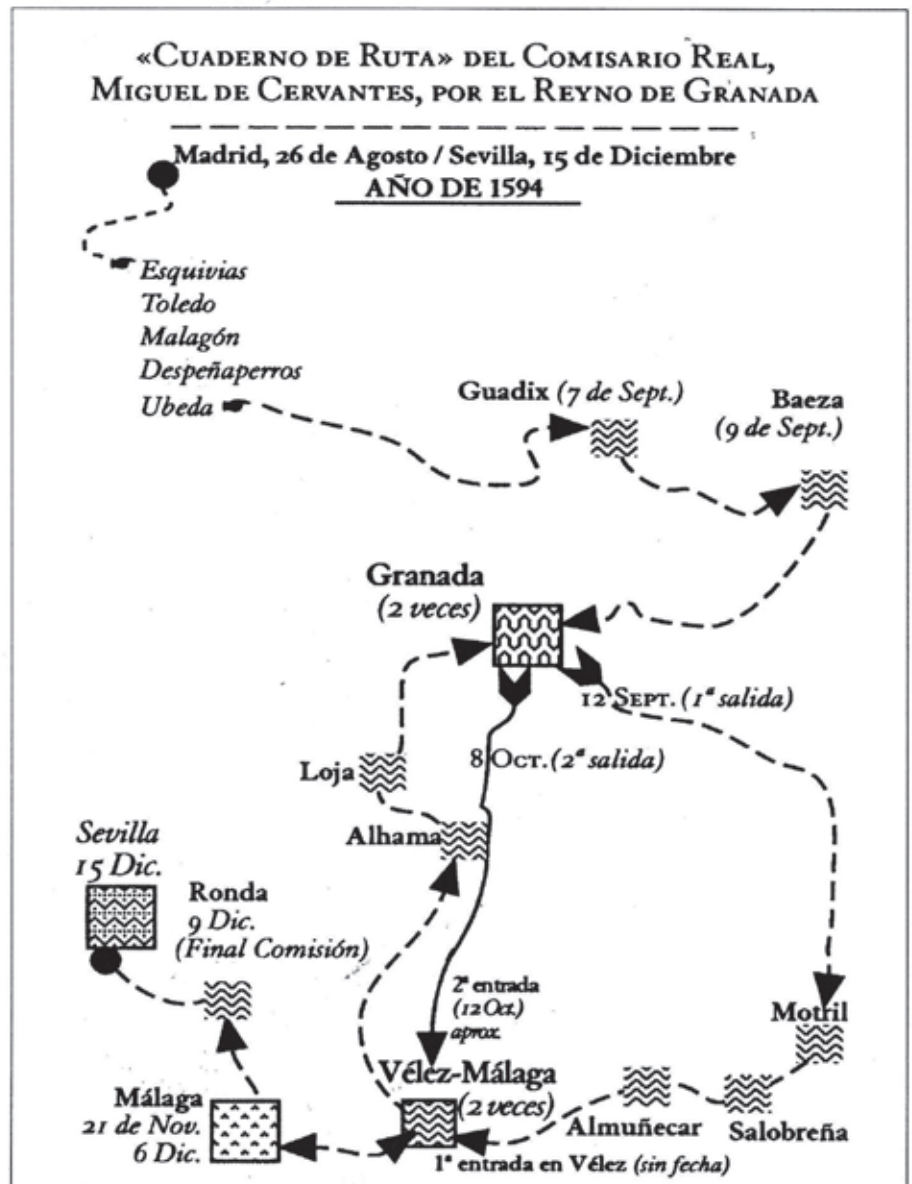 «Cuaderno de Ruta» del Comisario Real,
Miguel de Cervantes, por el Reyno de Granada
Madrid, 26 de Agosto / Sevilla, 15 de Diciembre
AÑO DE 1594
Esquivias
Toledo
Malagón
Despeñaperros
Ubeda
Guadix (7 de Sept.)
Baeza
(9 de Sept.)
Granada
(2 veces)
12 Sept. (1ª salida)
8 Oct. (2ª salida)
Loja
Alhama
Sevilla
15 Dic.
Ronda
9 Dic.
(Final Comisión)
2ª entrada
(12 Oct.)
aprox.
Motril
Vélez-Málaga
(2 veces)
Málaga
21 de Nov.
6 Dic.
Almuñecar
Salobreña
1ª entrada en Vélez (sin fecha)